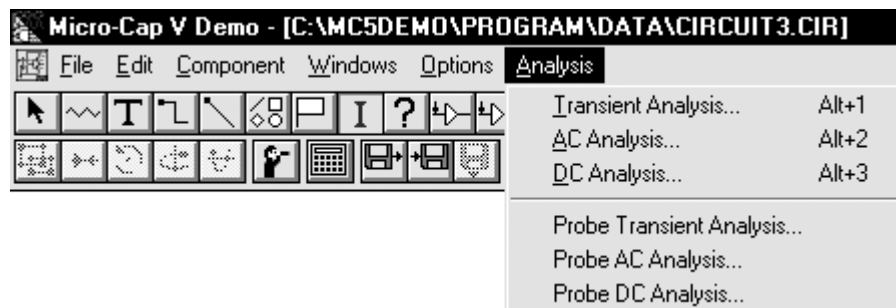 Micro-Cap V Demo - [C:\MC5DEMO\PROGRAM\DATA\CIRCUIT3.CIR]
File Edit Component Windows Options Analysis
T I ?
Transient Analysis... Alt+1
AC Analysis... Alt+2
DC Analysis... Alt+3
Probe Transient Analysis...
Probe AC Analysis...
Probe DC Analysis...